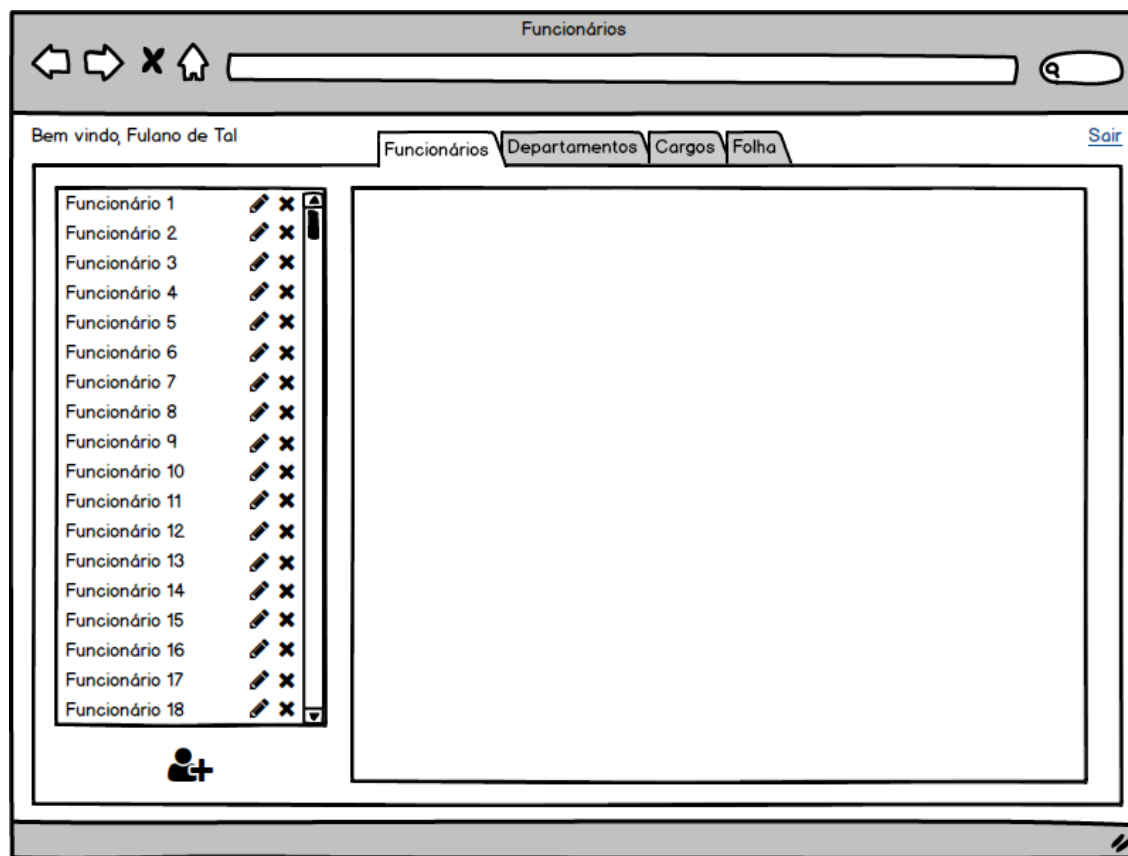 Funcionários
Bem vindo, Fulano de Tal
Funcionários
Departamentos
Cargos
Folha
Sair
Funcionário 1
Funcionário 2
Funcionário 3
Funcionário 4
Funcionário 5
Funcionário 6
Funcionário 7
Funcionário 8
Funcionário 9
Funcionário 10
Funcionário 11
Funcionário 12
Funcionário 13
Funcionário 14
Funcionário 15
Funcionário 16
Funcionário 17
Funcionário 18